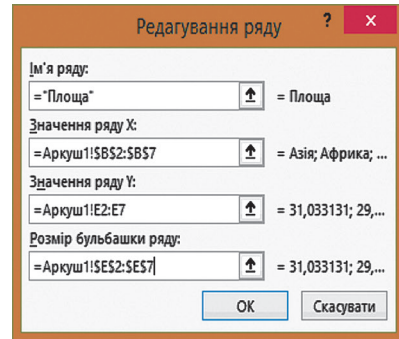 Редагування ряду ? ×
Ім'я ряду:
="Площа" = Площа
Значення ряду X:
=Аркуш1!$B$2:$B$7 = Азія; Африка; ...
Значення ряду Y:
=Аркуш1!E2:E7 = 31,033131; 29,...
Розмір бульбашки ряду:
=Аркуш1!$E$2:$E$7 = 31,033131; 29,...
OK Скасувати